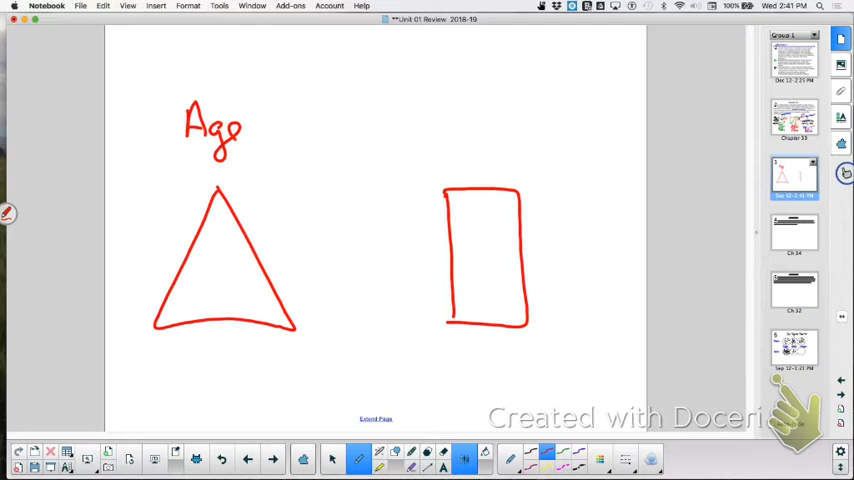 Notebook File Edit View Insert Format Tools Window Add-ons Account Help 100% Wed 2:41 PM
**Unit 01 Review 2018-19
Group 1
Dec 12-2:25 PM
Chapter 33
Sep 12-2:41 PM
Ch 34
Ch 32
Sep 12-1:21 PM
Age
Extend Page
Created with Doceri